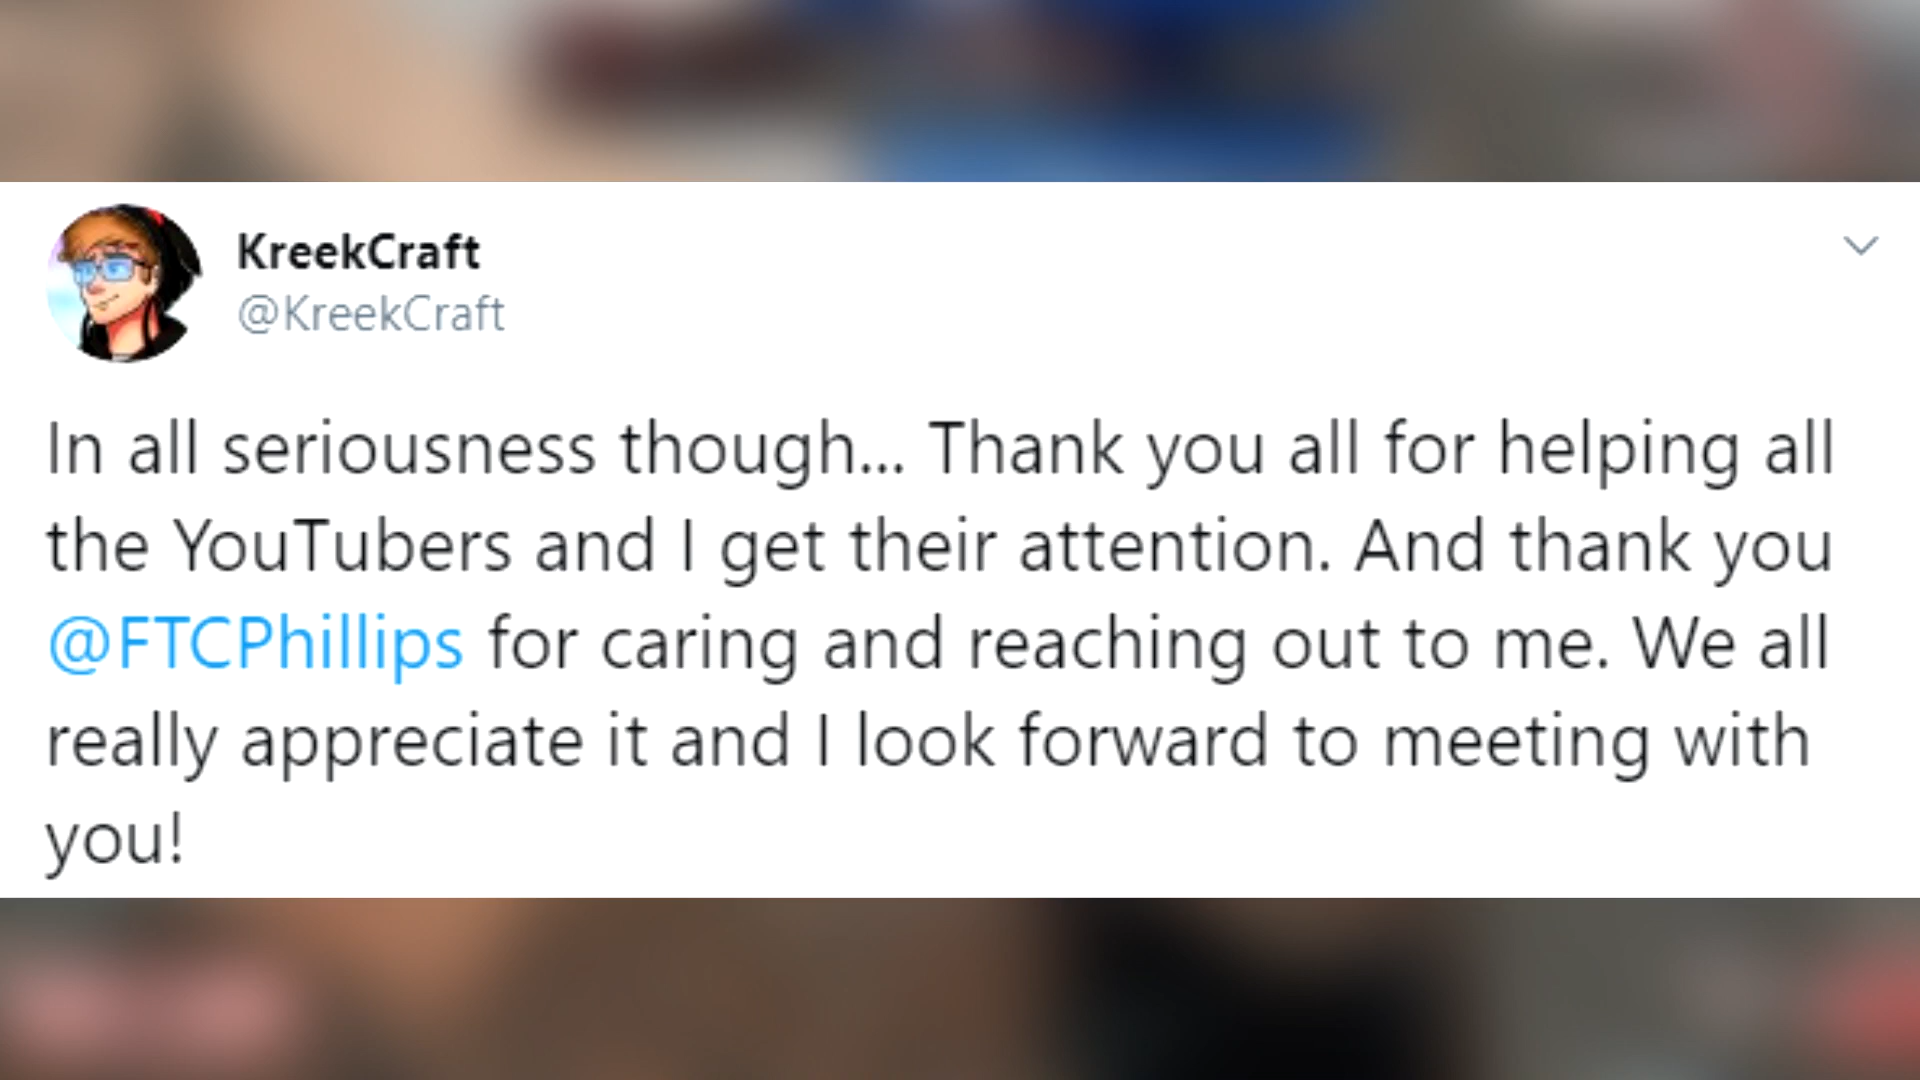 KreekCraft
@KreekCraft
In all seriousness though... Thank you all for helping all
the YouTubers and I get their attention. And thank you
@FTCPhillips for caring and reaching out to me. We all
really appreciate it and I look forward to meeting with
you!